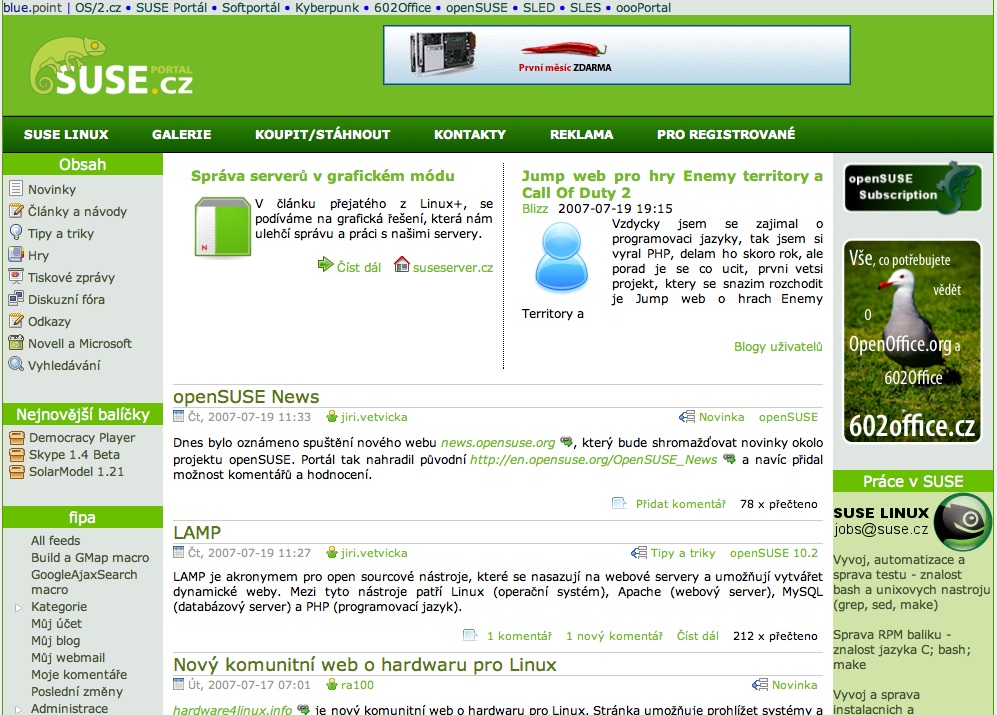 blue.point | OS/2.cz • SUSE Portál • Softportál • Kyberpunk • 602Office • openSUSE • SLED • SLES • oooPortal
SUSE.cz
PORTAL
První měsíc ZDARMA
SUSE LINUX
GALERIE
KOUPIT/STÁHNOUT
KONTAKTY
REKLAMA
PRO REGISTROVANÉ
Obsah
Novinky
Články a návody
Tipy a triky
Hry
Tiskové zprávy
Diskuzní fóra
Odkazy
Novell a Microsoft
Vyhledávání
Nejnovější balíčky
Democracy Player
Skype 1.4 Beta
SolarModel 1.21
fipa
All feeds
Build a GMap macro
GoogleAjaxSearch
macro
Kategorie
Můj účet
Můj blog
Můj webmail
Moje komentáře
Poslední změny
Administrace
Správa serverů v grafickém módu
N
V článku přejatého z Linux+, se
podíváme na grafická řešení, která nám
ulehčí správu a práci s našimi servery.
Číst dál
suseserver.cz
Jump web pro hry Enemy territory a
Call Of Duty 2
Blizz 2007-07-19 19:15
Vzdycky jsem se zajimal o
programovaci jazyky, tak jsem si
vyral PHP, delam ho skoro rok, ale
porad je se co ucit, prvni vetsi
projekt, ktery se snazim rozchodit
je Jump web o hrach Enemy
Territory a
Blogy uživatelů
openSUSE News
Čt, 2007-07-19 11:33
jiri.vetvicka
Novinka
openSUSE
Dnes bylo oznámeno spuštění nového webu news.opensuse.org , který bude shromažďovat novinky okolo
projektu openSUSE. Portál tak nahradil původní http://en.opensuse.org/OpenSUSE_News a navíc přidal
možnost komentářů a hodnocení.
Přidat komentář
78 x přečteno
LAMP
Čt, 2007-07-19 11:27
jiri.vetvicka
Tipy a triky
openSUSE 10.2
LAMP je akronymem pro open sourcové nástroje, které se nasazují na webové servery a umožňují vytvářet
dynamické weby. Mezi tyto nástroje patří Linux (operační systém), Apache (webový server), MySQL
(databázový server) a PHP (programovací jazyk).
1 komentář
1 nový komentář
Číst dál
212 x přečteno
Nový komunitní web o hardwaru pro Linux
Út, 2007-07-17 07:01
ra100
Novinka
hardware4linux.info je nový komunitní web o hardwaru pro Linux. Stránka umožňuje prohlížet systémy a
openSUSE
Subscription
Vše, co potřebujete
vědět
o
OpenOffice.org a
602Office
602office.cz
Práce v SUSE
SUSE LINUX
jobs@suse.cz
Vyvoj, automatizace a
sprava testu - znalost
bash a unixovych nastroju
(grep, sed, make)
Sprava RPM baliku -
znalost jazyka C; bash;
make
Vyvoj a sprava
instalacnich a